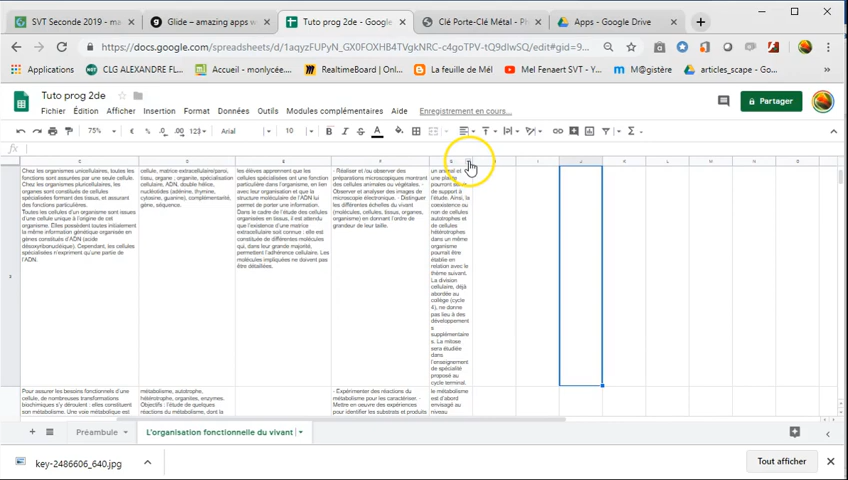 SVT Seconde 2019 - ma
Glide – amazing apps w
Tuto prog 2de - Google
Clé Porte-Clé Métal - Ph
Apps - Google Drive
https://docs.google.com/spreadsheets/d/1aqyzFUPyN_GX0FOXHB4TVgkNRC-c4goTPV-tQ9dIwSQ/edit#gid=9...
Applications
CLG ALEXANDRE FL...
Accueil - monlycée....
RealtimeBoard | Onl...
La feuille de Mél
Mel Fenaert SVT - Y...
M@gistère
articles_scape - Go...
Tuto prog 2de
Fichier Édition Affichage Insertion Format Données Outils Modules complémentaires Aide
Enregistrement en cours...
Partager
75%
€ % .0 .00 123
Arial
10
B I S A
fx
Chez les organismes unicellulaires, toutes les
fonctions sont assurées par une seule cellule.
Chez les organismes pluricellulaires, les
organes sont constitués de cellules
spécialisées formant des tissus, et assurant
des fonctions particulières.
Toutes les cellules d'un organisme sont issues
d'une cellule unique à l'origine de cet
organisme. Elles possèdent toutes initialement
la même information génétique organisée en
gènes constitués d'ADN (acide
désoxyribonucléique). Cependant, les cellules
spécialisées n'expriment qu'une partie de
l'ADN.
cellule, matrice extracellulaire/paroi,
tissu, organe ; organite, spécialisation
cellulaire, ADN, double hélice,
nucléotides (adénine, thymine,
cytosine, guanine), complémentarité,
gène, séquence.
les élèves apprennent que les
cellules spécialisées ont une fonction
particulière dans l'organisme, en lien
avec leur organisation et que la
structure moléculaire de l'ADN lui
permet de porter une information.
Dans le cadre de l'étude des cellules
organisées en tissu, il est attendu
que l'existence d'une matrice
extracellulaire soit connue : elle est
constituée de différentes molécules
qui, dans leur grande majorité,
permettent l'adhérence cellulaire. Les
molécules impliquées ne doivent pas
être détaillées.
- Réaliser et /ou observer des
préparations microscopiques montrant
des cellules animales ou végétales. -
Observer et analyser des images de
microscopie électronique. - Distinguer
les différentes échelles du vivant
(molécules, cellules, tissus, organes,
organisme) en donnant l'ordre de
grandeur de leur taille.
un animal et
une plante
pourront être
de support à
l'étude. Ainsi, la
coexistence ou
non de cellules
autotrophes et
de cellules
hétérotrophes
dans un même
organisme
pourrait être
établie en
relation avec le
thème suivant.
La division
cellulaire, déjà
abordée au
collège (cycle
4), ne donne
pas lieu à des
développement
s
supplémentaire
s. La mitose
sera étudiée
dans
l'enseignement
de spécialité
proposé au
cycle terminal.
Pour assurer les besoins fonctionnels d'une
cellule, de nombreuses transformations
biochimiques s'y déroulent : elles constituent
son métabolisme. Une voie métabolique est
métabolisme, autotrophe,
hétérotrophe, organites, enzymes.
Objectifs : l'étude de quelques
réactions du métabolisme, dont la
- Expérimenter des réactions du
métabolisme pour les caractériser. -
Mettre en oeuvre des expériences
pour identifier les substrats et produits
le métabolisme
est d'abord
envisagé au
niveau
Préambule
L'organisation fonctionnelle du vivant
key-2486606_640.jpg
Tout afficher